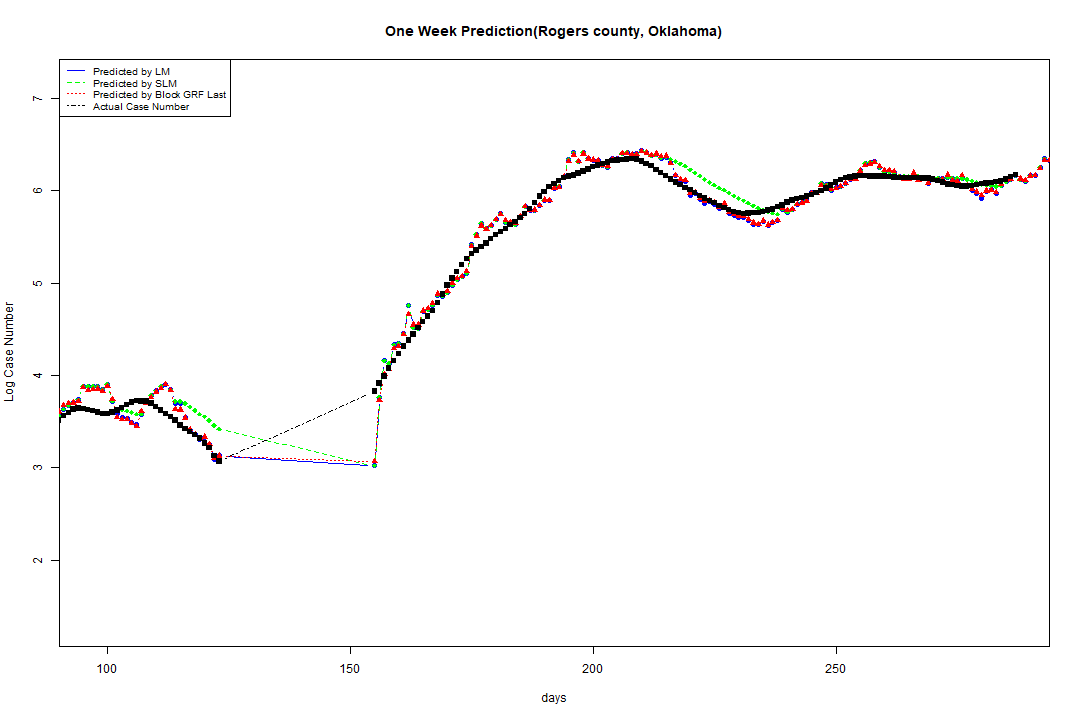 One Week Prediction(Rogers county, Oklahoma)
Predicted by LM
Predicted by SLM
Predicted by Block GRF Last
Actual Case Number
7
6
5
4
3
2
Log Case Number
100 150 200 250
days